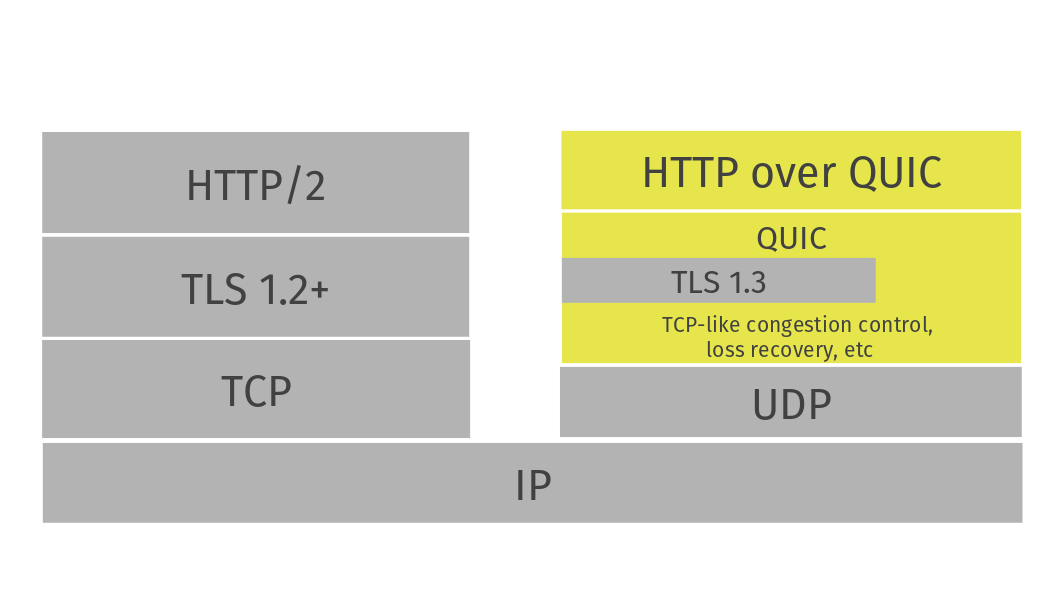 HTTP/2
TLS 1.2+
TCP
HTTP over QUIC
QUIC
TLS 1.3
TCP-like congestion control,
loss recovery, etc
UDP
IP